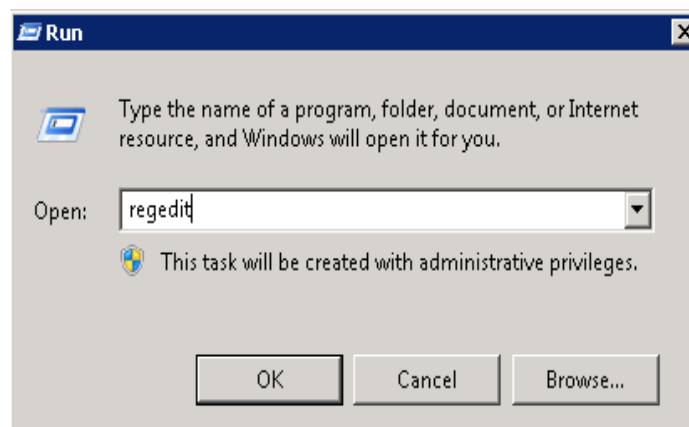 Run
Type the name of a program, folder, document, or Internet
resource, and Windows will open it for you.
Open:
regedit
This task will be created with administrative privileges.
OK
Cancel
Browse...